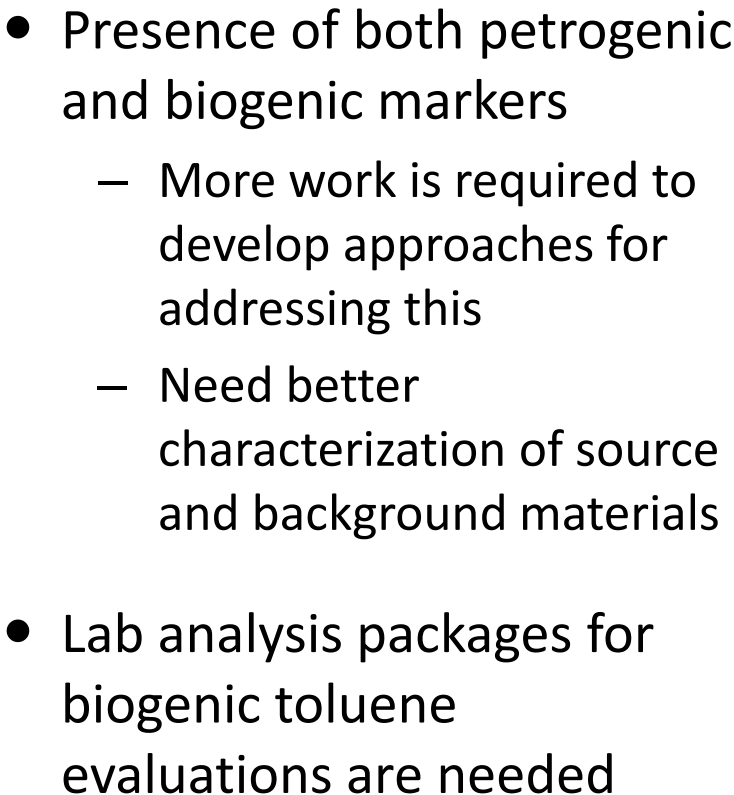 • Presence of both petrogenic
and biogenic markers
– More work is required to
develop approaches for
addressing this
– Need better
characterization of source
and background materials
• Lab analysis packages for
biogenic toluene
evaluations are needed